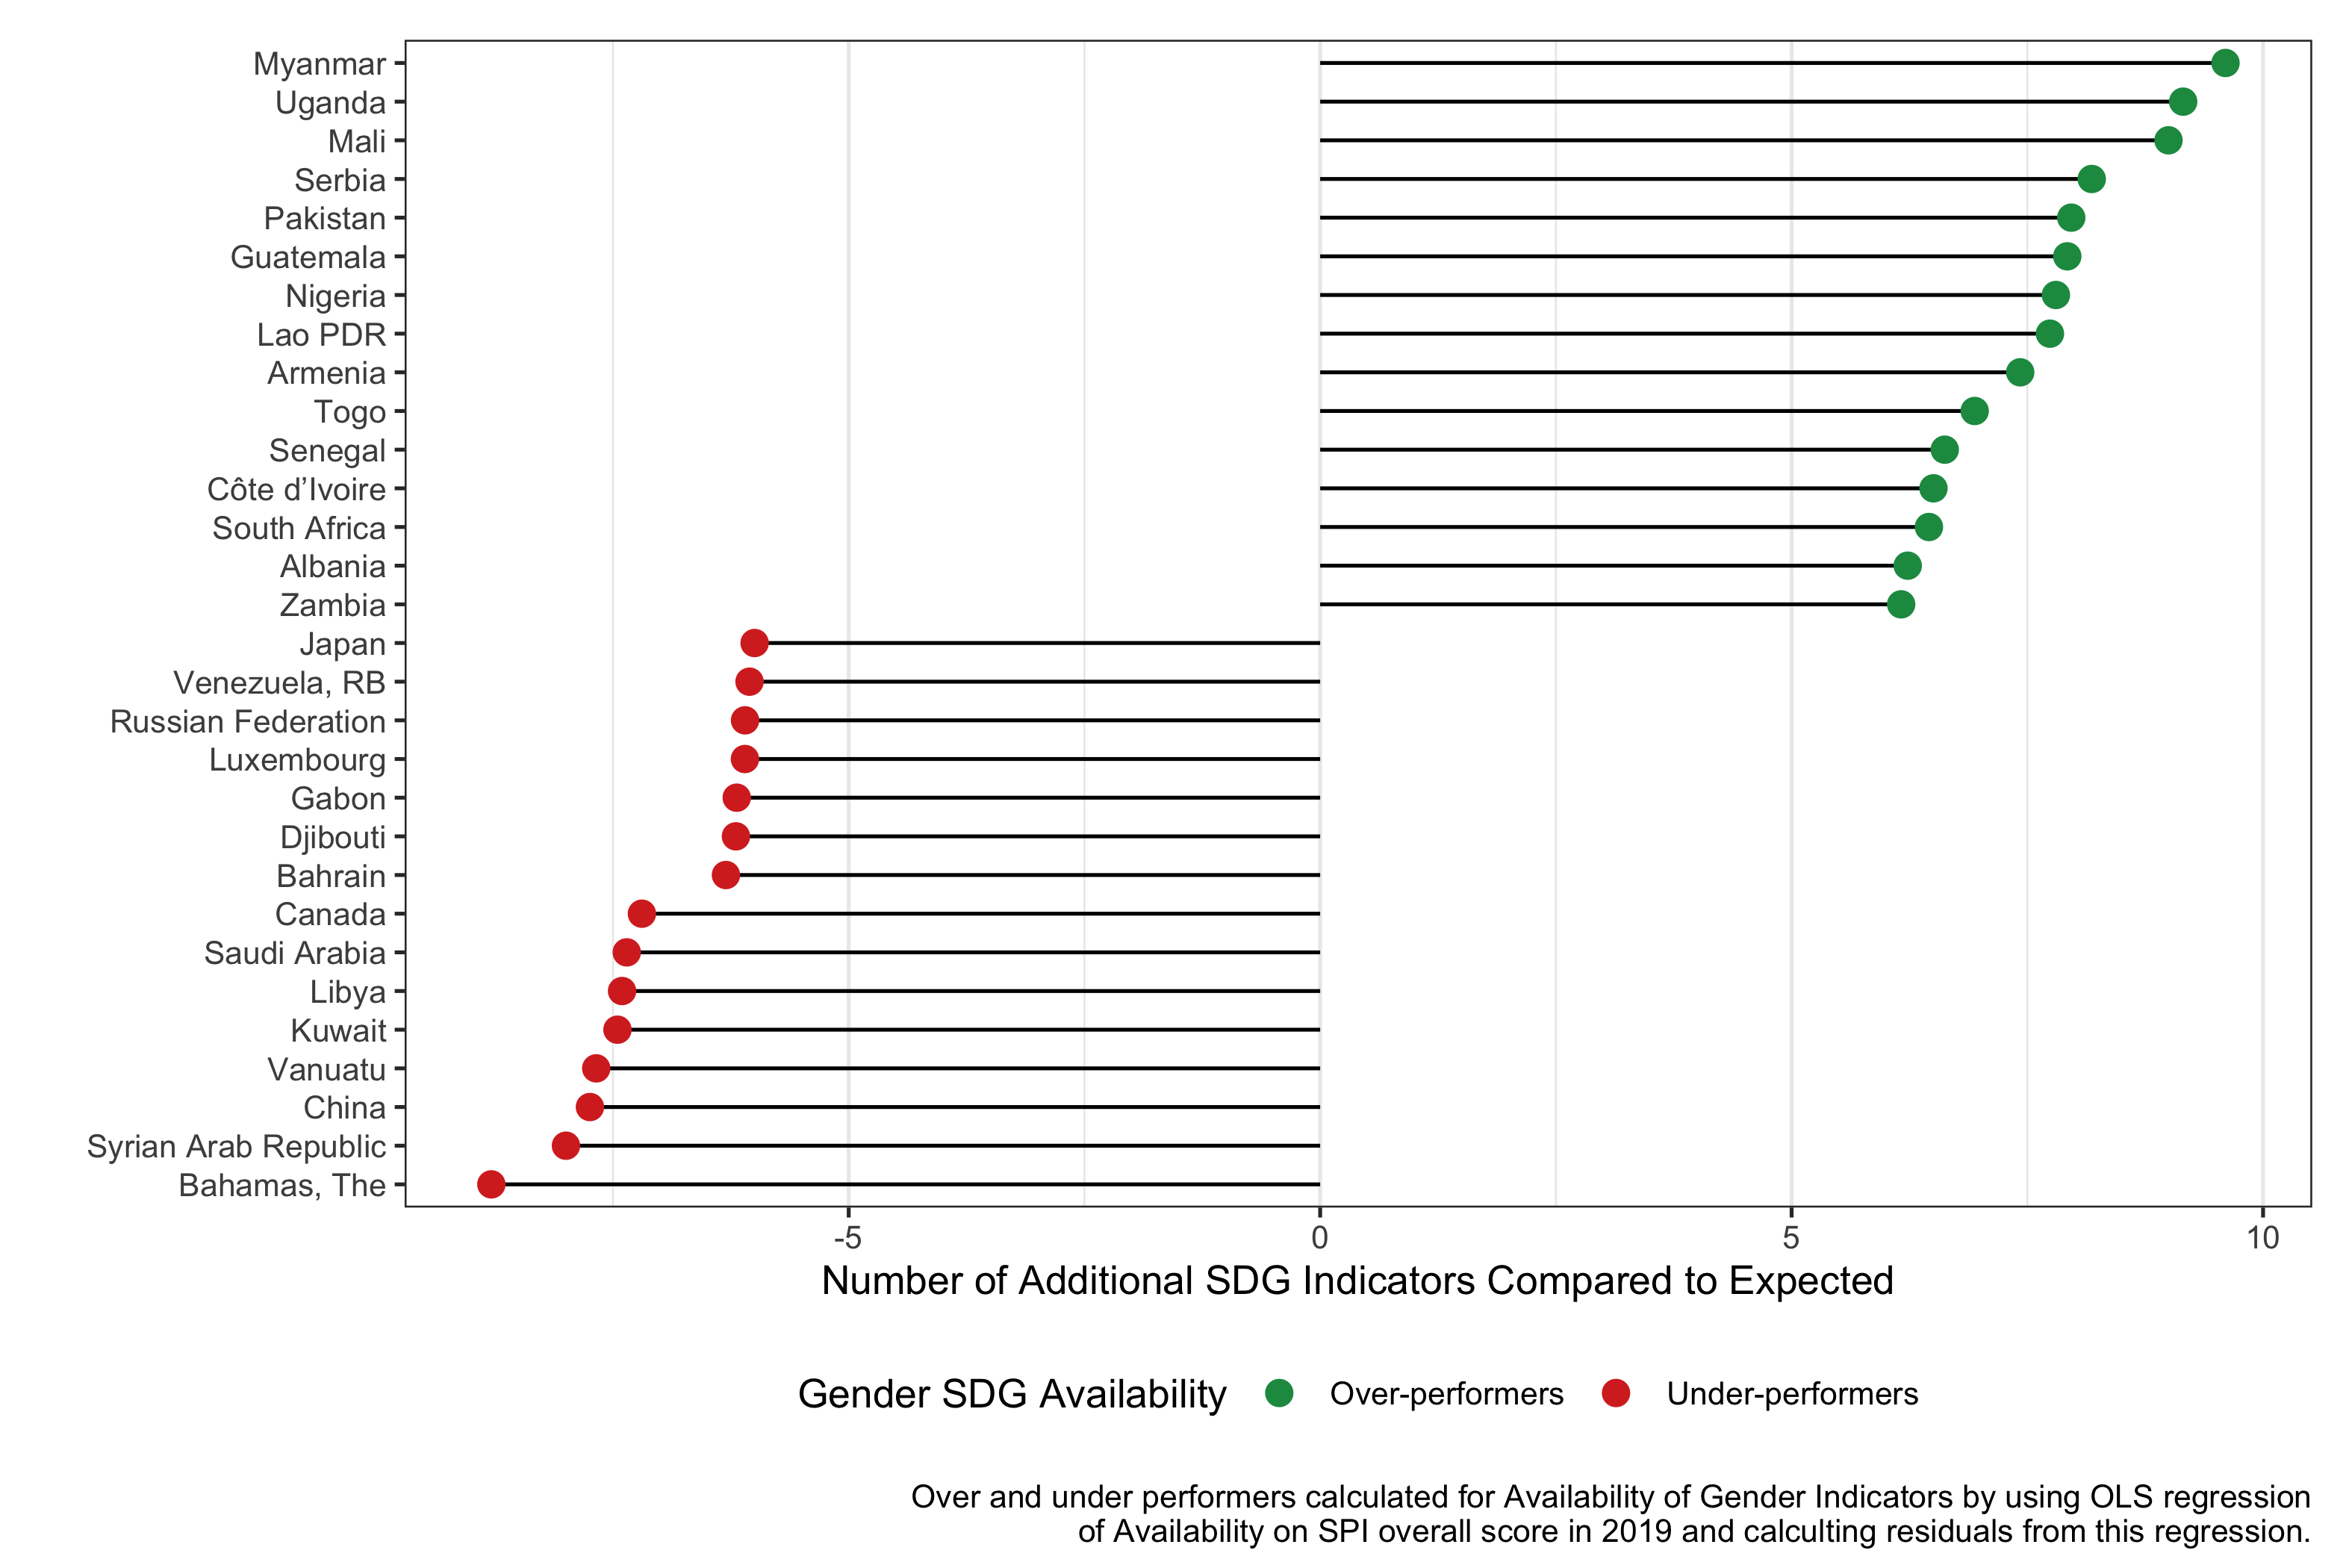 Myanmar
Uganda
Mali
Serbia
Pakistan
Guatemala
Nigeria
Lao PDR
Armenia
Togo
Senegal
Côte d’Ivoire
South Africa
Albania
Zambia
Japan
Venezuela, RB
Russian Federation
Luxembourg
Gabon
Djibouti
Bahrain
Canada
Saudi Arabia
Libya
Kuwait
Vanuatu
China
Syrian Arab Republic
Bahamas, The
-5 0 5 10
Number of Additional SDG Indicators Compared to Expected
Gender SDG Availability Over-performers Under-performers
Over and under performers calculated for Availability of Gender Indicators by using OLS regression
of Availability on SPI overall score in 2019 and calculting residuals from this regression.